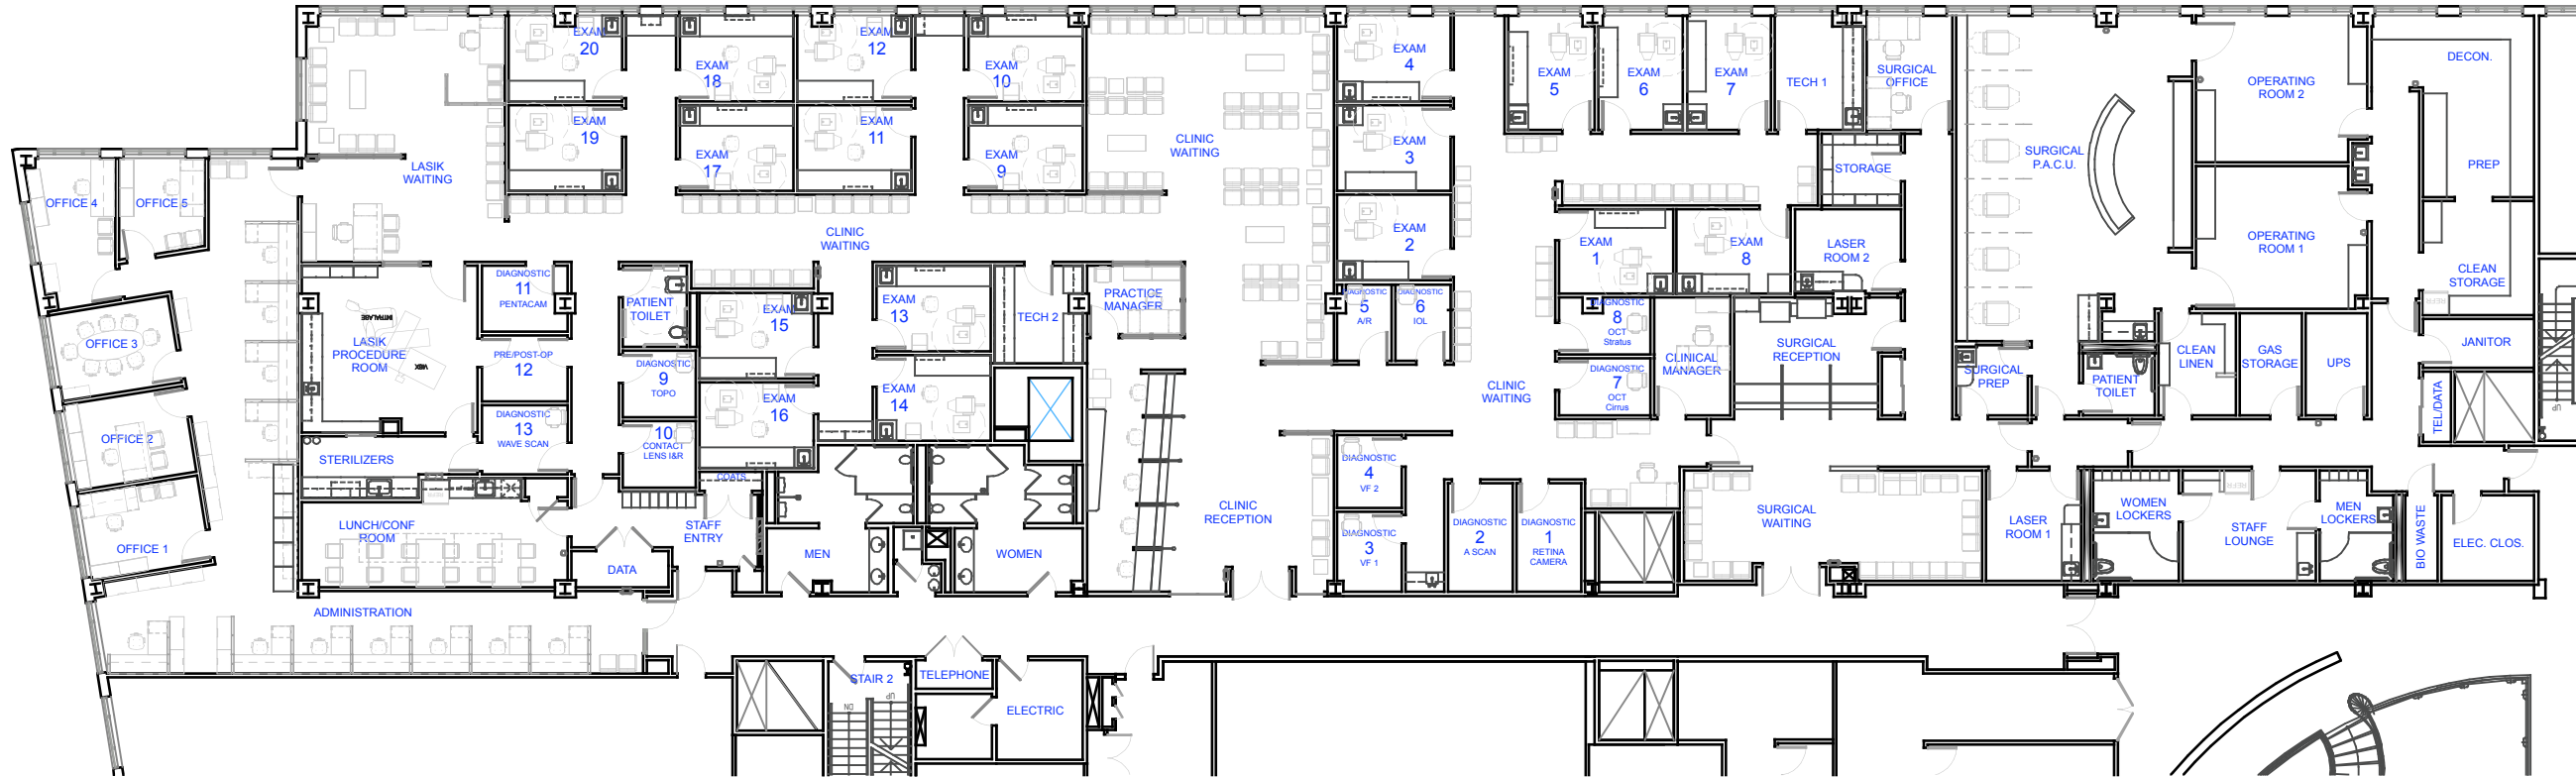 EXAM
20
EXAM
18
EXAM
12
EXAM
10
EXAM
19
EXAM
17
EXAM
11
EXAM
9
LASIK
WAITING
CLINIC
WAITING
CLINIC
WAITING
EXAM
4
EXAM
3
EXAM
2
EXAM
5
EXAM
6
EXAM
7
TECH 1
SURGICAL
OFFICE
STORAGE
EXAM
1
EXAM
8
LASER
ROOM 2
SURGICAL
P.A.C.U.
OPERATING
ROOM 2
OPERATING
ROOM 1
DECON.
PREP
CLEAN
STORAGE
REFR
OFFICE 4
OFFICE 5
OFFICE 3
OFFICE 2
OFFICE 1
LASIK
PROCEDURE
ROOM
INTRALASE
VISX
DIAGNOSTIC
11
PENTACAM
PRE/POST-OP
12
DIAGNOSTIC
13
WAVE SCAN
STERILIZERS
PATIENT
TOILET
DIAGNOSTIC
9
TOPO
10
CONTACT
LENS I&R
EXAM
15
EXAM
16
EXAM
13
EXAM
14
TECH 2
PRACTICE
MANAGER
DIAGNOSTIC
5
A/R
DIAGNOSTIC
6
IOL
DIAGNOSTIC
8
OCT
Stratus
DIAGNOSTIC
7
OCT
Cirrus
CLINIC
WAITING
CLINICAL
MANAGER
SURGICAL
RECEPTION
SURGICAL
PREP
PATIENT
TOILET
CLEAN
LINEN
GAS
STORAGE
UPS
JANITOR
TEL/DATA
UP
REFR
LUNCH/CONF
ROOM
COATS
STAFF
ENTRY
DATA
MEN
WOMEN
CLINIC
RECEPTION
DIAGNOSTIC
4
VF 2
DIAGNOSTIC
3
VF 1
DIAGNOSTIC
2
A SCAN
DIAGNOSTIC
1
RETINA
CAMERA
SURGICAL
WAITING
LASER
ROOM 1
WOMEN
LOCKERS
REFR
STAFF
LOUNGE
MEN
LOCKERS
BIO WASTE
ELEC. CLOS.
ADMINISTRATION
STAIR 2
UP
DN
TELEPHONE
ELECTRIC